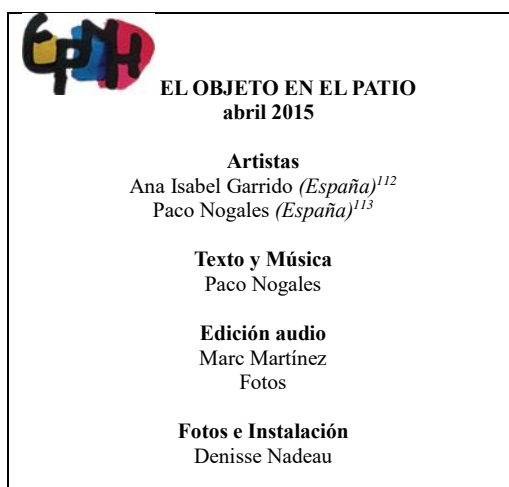 EPNH
EL OBJETO EN EL PATIO
abril 2015
Artistas
Ana Isabel Garrido (España)112
Paco Nogales (España)113
Texto y Música
Paco Nogales
Edición audio
Marc Martínez
Fotos
Fotos e Instalación
Denisse Nadeau